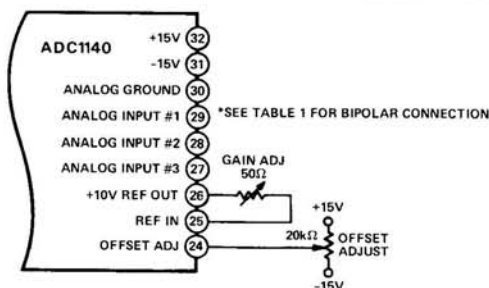 ADC1140
+15V 32
-15V 31
ANALOG GROUND 30
ANALOG INPUT #1 29 *SEE TABLE 1 FOR BIPOLAR CONNECTION
ANALOG INPUT #2 28
ANALOG INPUT #3 27
GAIN ADJ
50Ω
+10V REF OUT 26
REF IN 25
OFFSET ADJ 24
+15V
20kΩ OFFSET
ADJUST
-15V